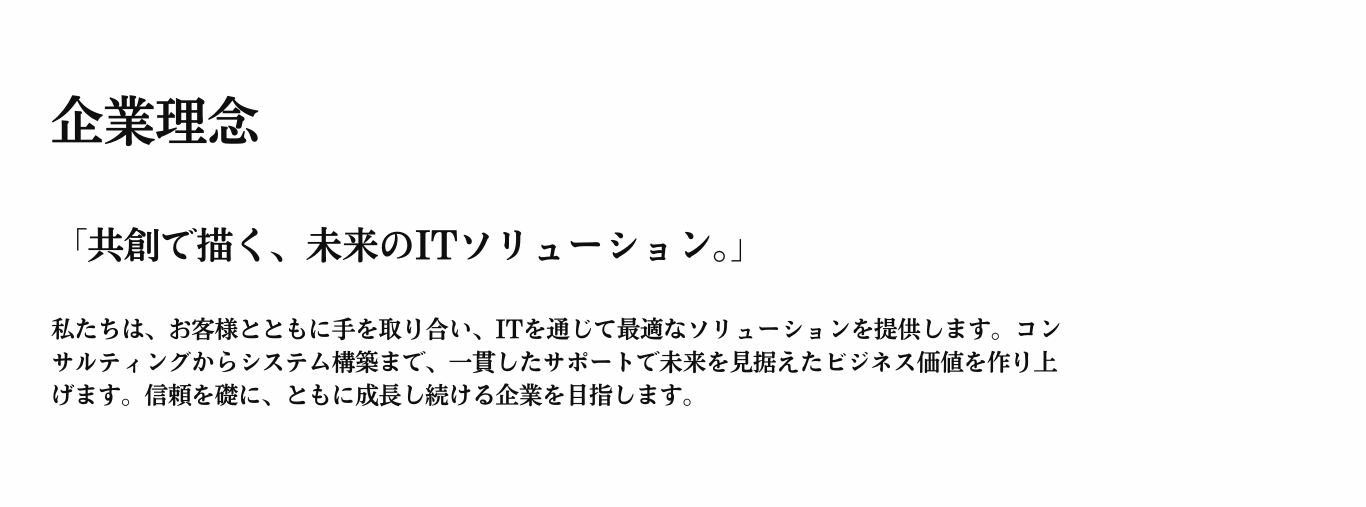 企業理念
「共創で描く、未来のITソリューション。」
私たちは、お客様とともに手を取り合い、ITを通じて最適なソリューションを提供します。コン
サルティングからシステム構築まで、一貫したサポートで未来を見据えたビジネス価値を作り上
げます。信頼を礎に、ともに成長し続ける企業を目指します。